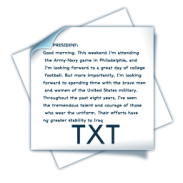 PRESIDENT:
Good morning. This weekend I'm attending
the Army-Navy game in Philadelphia, and
I'm looking forward to a great day of college
football. But more importantly, I'm looking
forward to spending time with the brave men
and women of the United States military.
Throughout the past eight years, I've seen
the tremendous talent and courage of those
who wear the uniform. Their efforts have
ng greater stability to Iraq
TXT